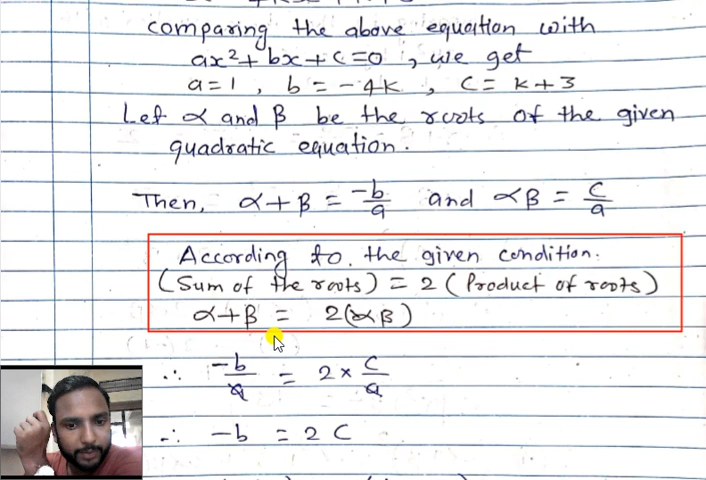 comparing the above equation with
ax² + bx + c = 0 , we get
a = 1 , b = -4k , c = k + 3
Let α and β be the roots of the given
quadratic equation.
Then, α + β = -b/a and αβ = c/a
According to the given condition.
(Sum of the roots) = 2 (Product of roots)
α + β = 2(αβ)
∴ -b/a = 2 × c/a
∴ -b = 2c